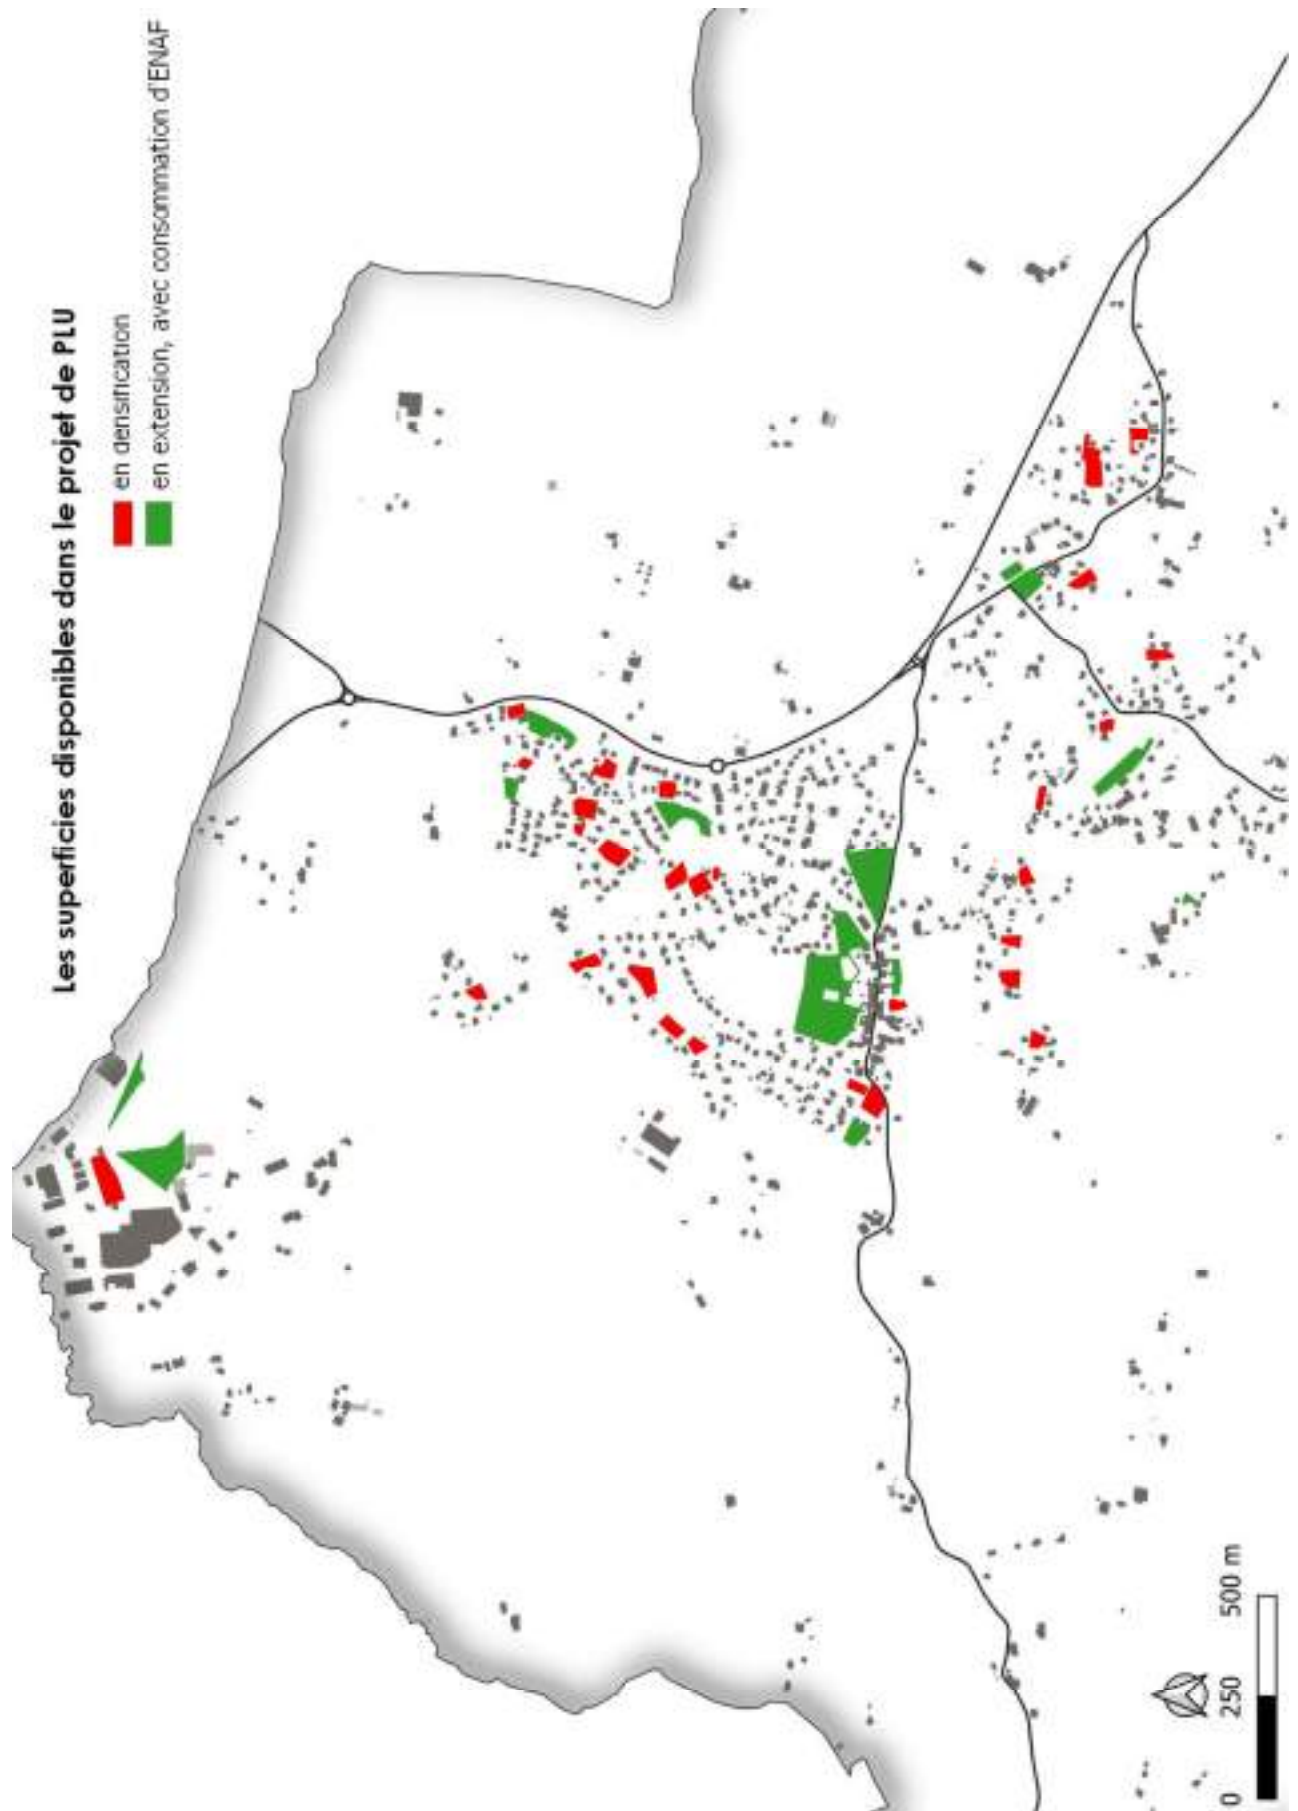 Les superficies disponibles dans le projet de PLU
en densification
en extension, avec consommation d'ENAF
0 250 500 m